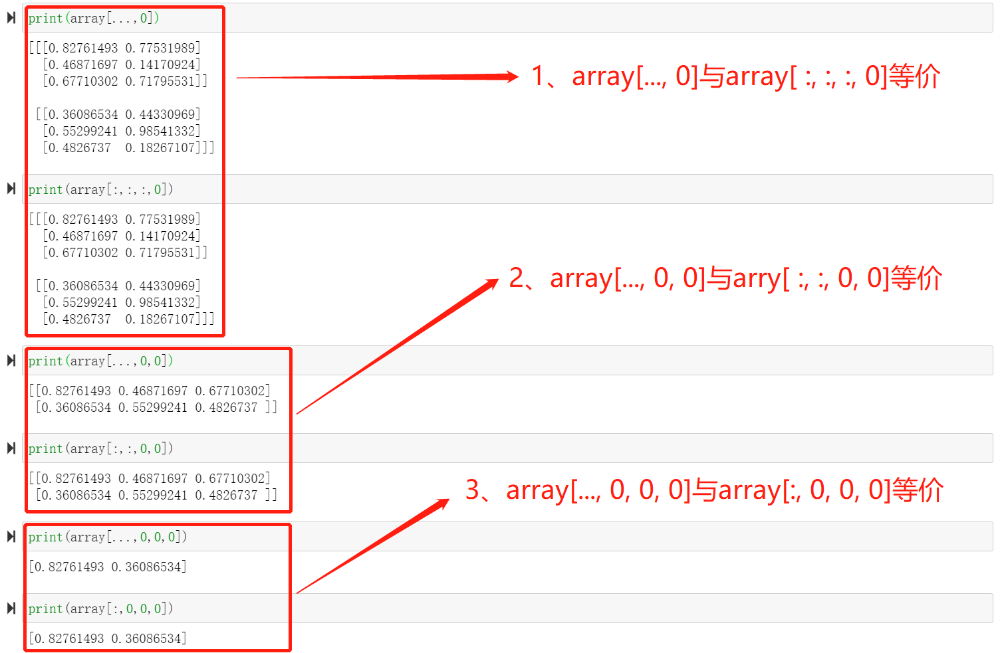 print(array[...,0])
[[[0.82761493 0.77531989]
[0.46871697 0.14170924]
[0.67710302 0.71795531]]
1、array[..., 0]与array[ :, :, :, 0]等价
[[0.36086534 0.44330969]
[0.55299241 0.98541332]
[0.4826737  0.18267107]]]
print(array[:,:,:,0])
[[[0.82761493 0.77531989]
[0.46871697 0.14170924]
[0.67710302 0.71795531]]
[[0.36086534 0.44330969]
[0.55299241 0.98541332]
[0.4826737  0.18267107]]]
2、array[..., 0, 0]与arry[ :, :, 0, 0]等价
print(array[...,0,0])
[[0.82761493 0.46871697 0.67710302]
[0.36086534 0.55299241 0.4826737 ]]
print(array[:,:,0,0])
[[0.82761493 0.46871697 0.67710302]
[0.36086534 0.55299241 0.4826737 ]]
3、array[..., 0, 0, 0]与array[:, 0, 0, 0]等价
print(array[...,0,0,0])
[0.82761493 0.36086534]
print(array[:,0,0,0])
[0.82761493 0.36086534]